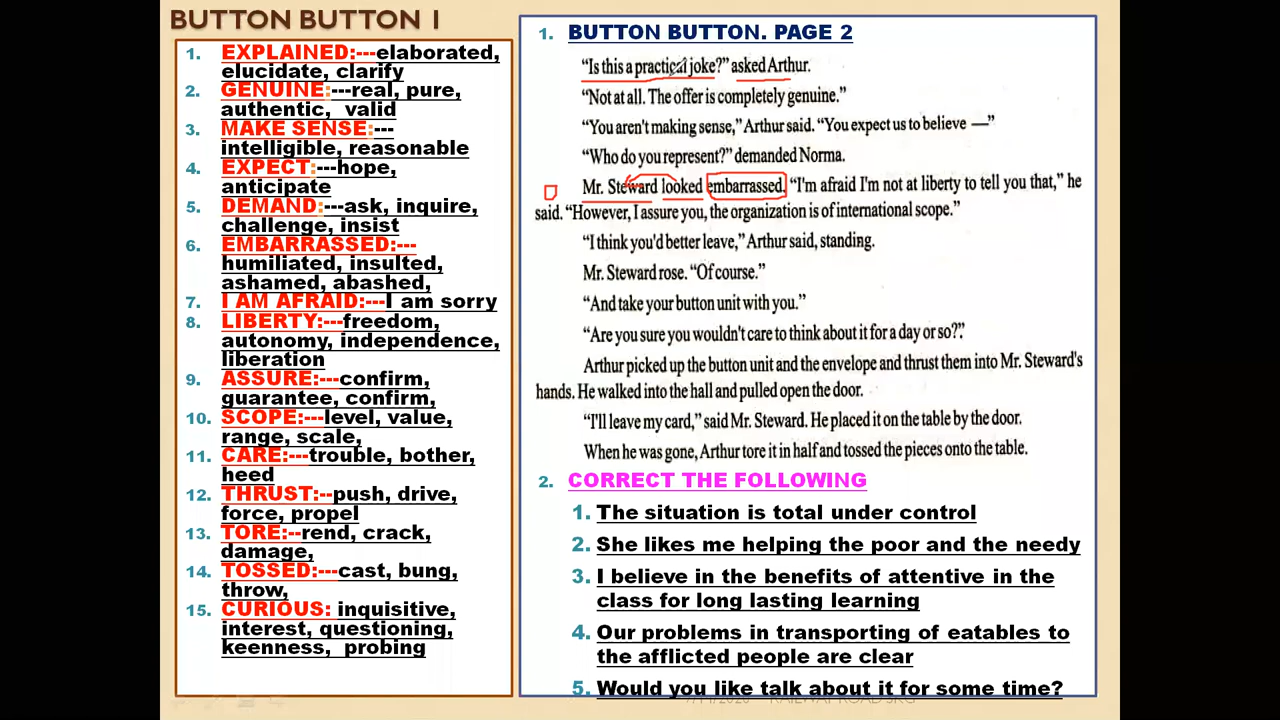 BUTTON BUTTON 1
1. EXPLAINED:---elaborated,
elucidate, clarify
2. GENUINE:---real, pure,
authentic, valid
3. MAKE SENSE:---
intelligible, reasonable
4. EXPECT:---hope,
anticipate
5. DEMAND:---ask, inquire,
challenge, insist
6. EMBARRASSED:---
humiliated, insulted,
ashamed, abashed,
7. I AM AFRAID:---I am sorry
8. LIBERTY:---freedom,
autonomy, independence,
liberation
9. ASSURE:---confirm,
guarantee, confirm,
10. SCOPE:---level, value,
range, scale,
11. CARE:---trouble, bother,
heed
12. THRUST:--push, drive,
force, propel
13. TORE:--rend, crack,
damage,
14. TOSSED:---cast, bung,
throw,
15. CURIOUS: inquisitive,
interest, questioning,
keenness, probing
1. BUTTON BUTTON. PAGE 2
“Is this a practical joke?” asked Arthur.
“Not at all. The offer is completely genuine.”
“You aren't making sense,” Arthur said. “You expect us to believe —”
“Who do you represent?” demanded Norma.
Mr. Steward looked embarrassed. “I'm afraid I'm not at liberty to tell you that,” he
said. “However, I assure you, the organization is of international scope.”
“I think you'd better leave,” Arthur said, standing.
Mr. Steward rose. “Of course.”
“And take your button unit with you.”
“Are you sure you wouldn't care to think about it for a day or so?”
Arthur picked up the button unit and the envelope and thrust them into Mr. Steward's
hands. He walked into the hall and pulled open the door.
“I'll leave my card,” said Mr. Steward. He placed it on the table by the door.
When he was gone, Arthur tore it in half and tossed the pieces onto the table.
2. CORRECT THE FOLLOWING
1. The situation is total under control
2. She likes me helping the poor and the needy
3. I believe in the benefits of attentive in the
class for long lasting learning
4. Our problems in transporting of eatables to
the afflicted people are clear
5. Would you like talk about it for some time?